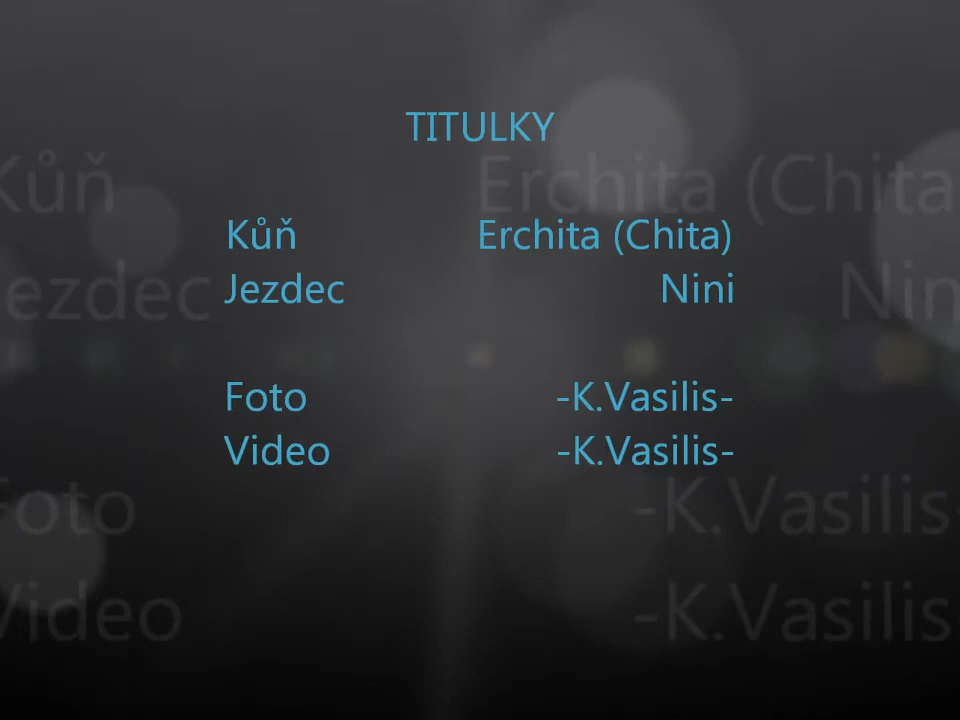 TITULKY
Kůň Erchita (Chita)
Jezdec Nini
Foto -K.Vasilis-
Video -K.Vasilis-